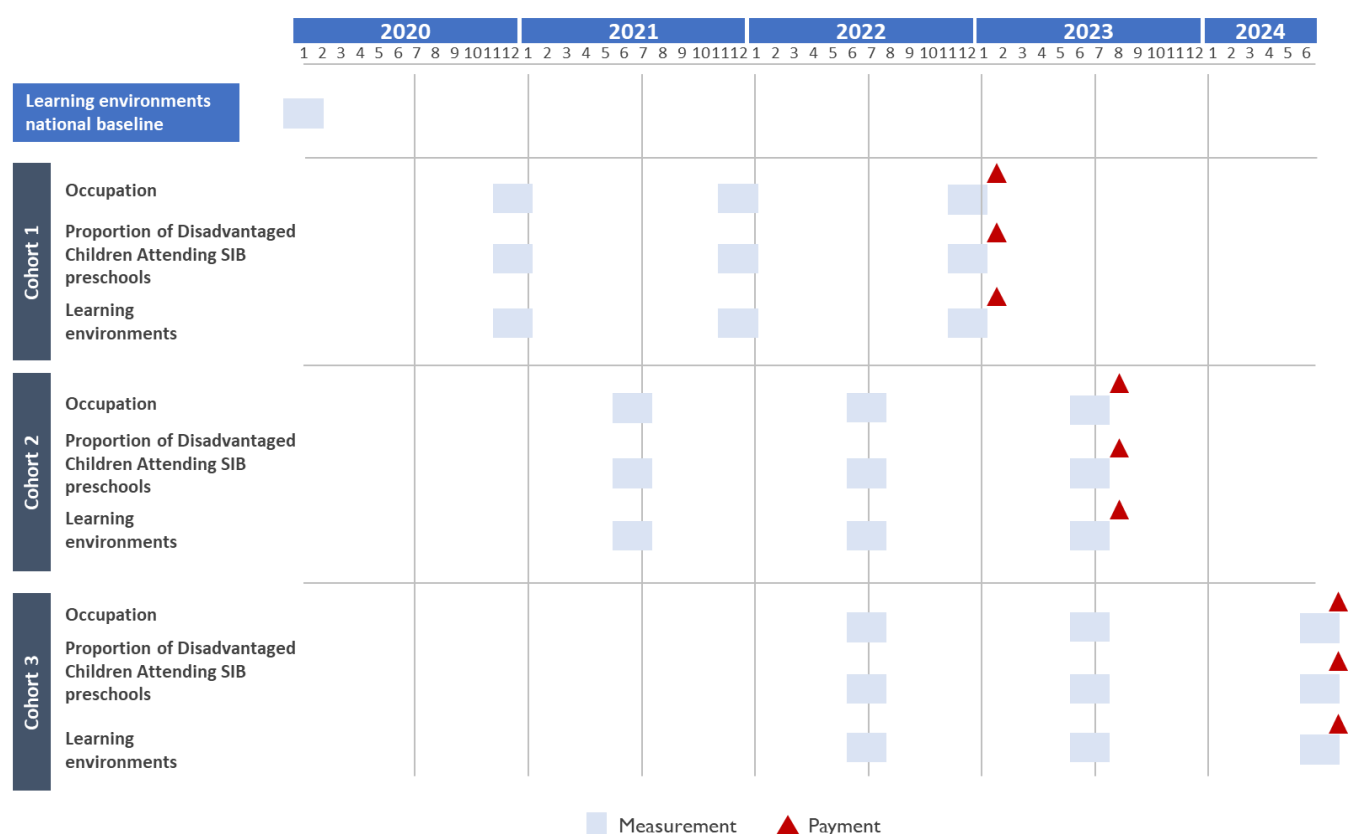 2020 2021 2022 2023 2024
1 2 3 4 5 6 7 8 9 10 11 12 1 2 3 4 5 6 7 8 9 10 11 12 1 2 3 4 5 6 7 8 9 10 11 12 1 2 3 4 5 6 7 8 9 10 11 12 1 2 3 4 5 6
Learning environments
national baseline
Cohort 1
Occupation
Proportion of Disadvantaged
Children Attending SIB
preschools
Learning
environments
Cohort 2
Occupation
Proportion of Disadvantaged
Children Attending SIB
preschools
Learning
environments
Cohort 3
Occupation
Proportion of Disadvantaged
Children Attending SIB
preschools
Learning
environments
Measurement Payment